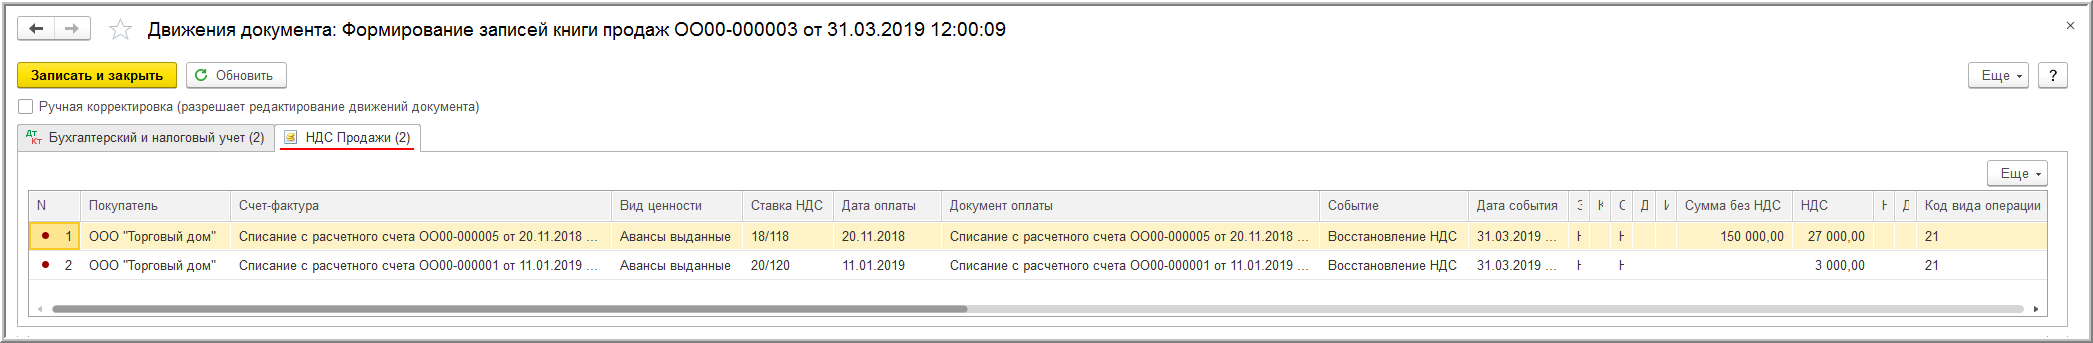 Движения документа: Формирование записей книги продаж ОО00-000003 от 31.03.2019 12:00:09
Записать и закрыть Обновить Еще ?
Ручная корректировка (разрешает редактирование движений документа)
Дт Кт Бухгалтерский и налоговый учет (2) НДС Продажи (2)
Еще
N Покупатель Счет-фактура Вид ценности Ставка НДС Дата оплаты Документ оплаты Событие Дата события К Д И Сумма без НДС НДС Д Код вида операции
1 ООО "Торговый дом" Списание с расчетного счета ОО00-000005 от 20.11.2018 ... Авансы выданные 18/118 20.11.2018 Списание с расчетного счета ОО00-000005 от 20.11.2018 ... Восстановление НДС 31.03.2019 ... 150 000,00 27 000,00 21
2 ООО "Торговый дом" Списание с расчетного счета ОО00-000001 от 11.01.2019 ... Авансы выданные 20/120 11.01.2019 Списание с расчетного счета ОО00-000001 от 11.01.2019 ... Восстановление НДС 31.03.2019 ... 3 000,00 21